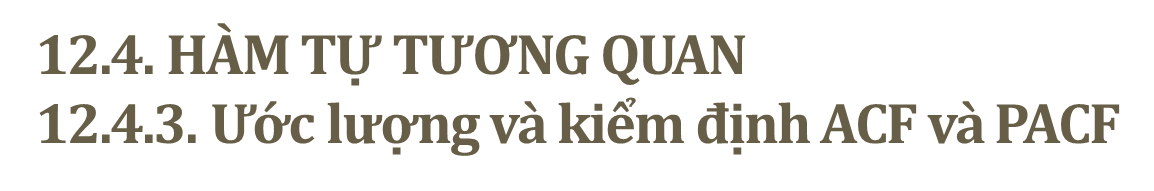 12.4. HÀM TỰ TƯƠNG QUAN
12.4.3. Ước lượng và kiểm định ACF và PACF